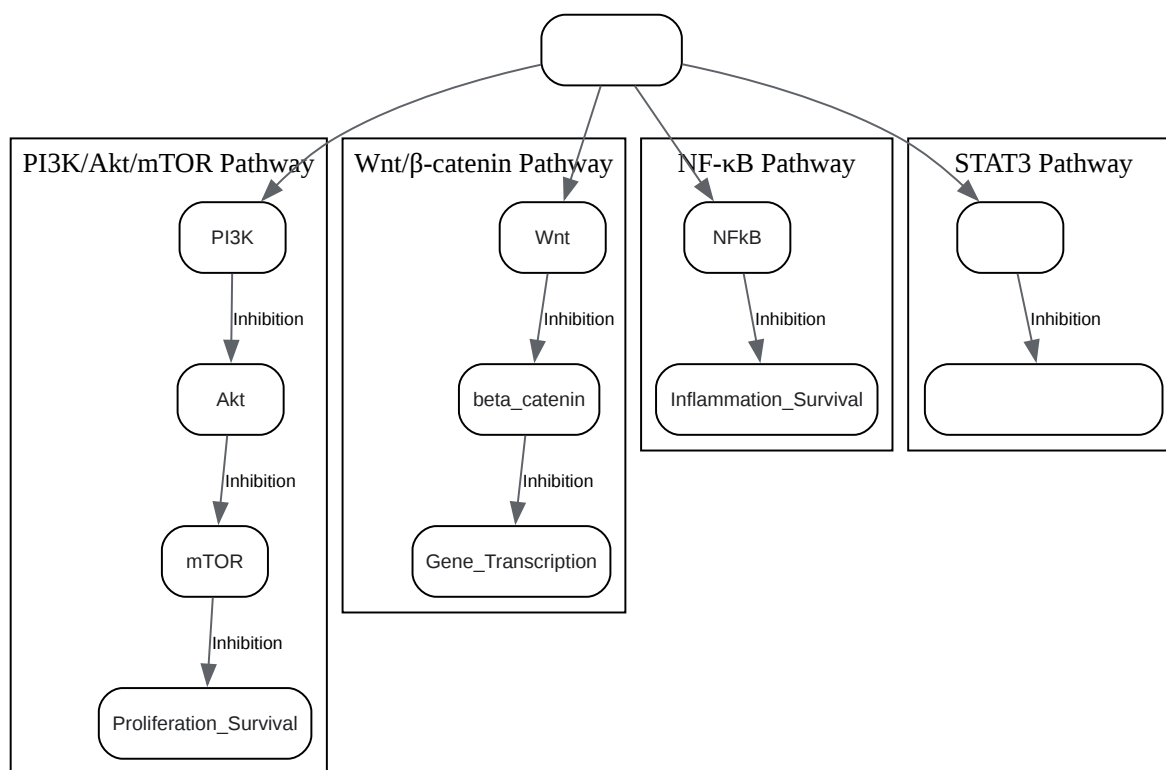 PI3K/Akt/mTOR Pathway
PI3K
Inhibition
Akt
Inhibition
mTOR
Inhibition
Proliferation_Survival
Wnt/β-catenin Pathway
Wnt
Inhibition
beta_catenin
Inhibition
Gene_Transcription
NF-κB Pathway
NFkB
Inhibition
Inflammation_Survival
STAT3 Pathway
Inhibition